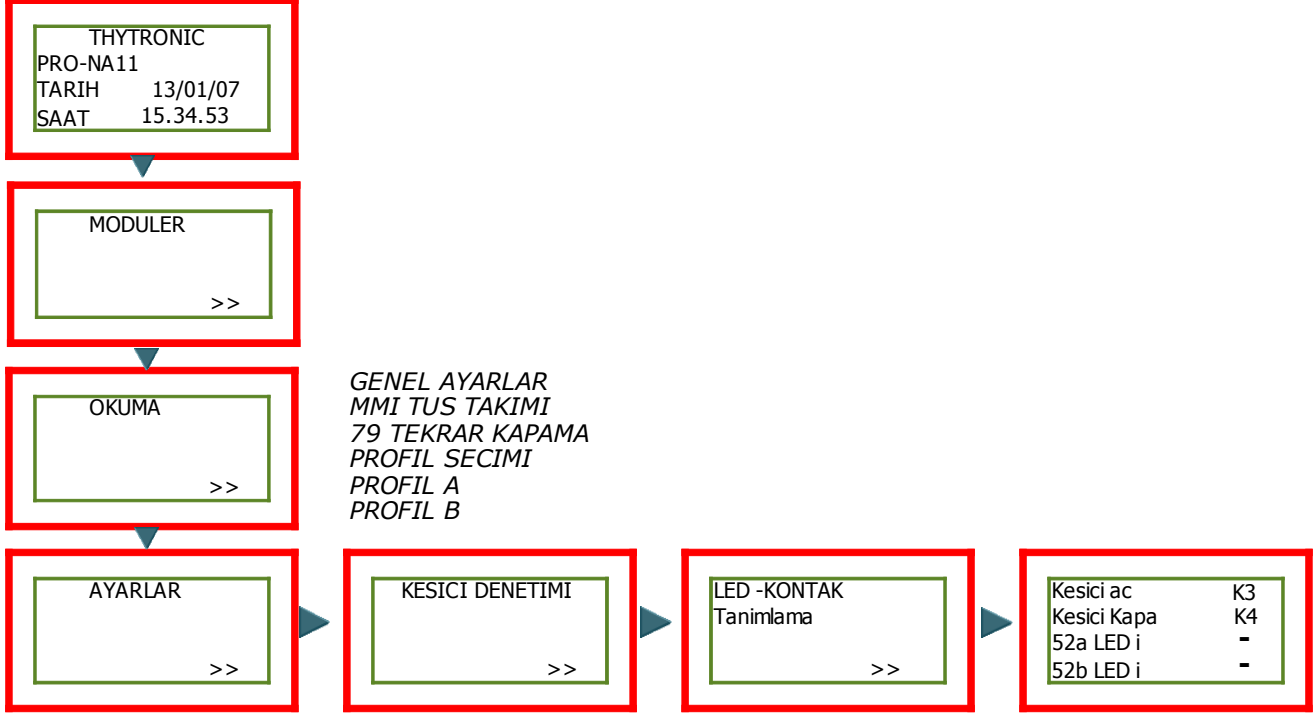 THYTRONIC
PRO-NA11
TARIH 13/01/07
SAAT 15.34.53
MODULER
>>
OKUMA
>>
GENEL AYARLAR
MMI TUS TAKIMI
79 TEKRAR KAPAMA
PROFIL SECIMI
PROFIL A
PROFIL B
AYARLAR
>>
KESICI DENETIMI
>>
LED -KONTAK
Tanimlama
>>
Kesici ac K3
Kesici Kapa K4
52a LED i -
52b LED i -